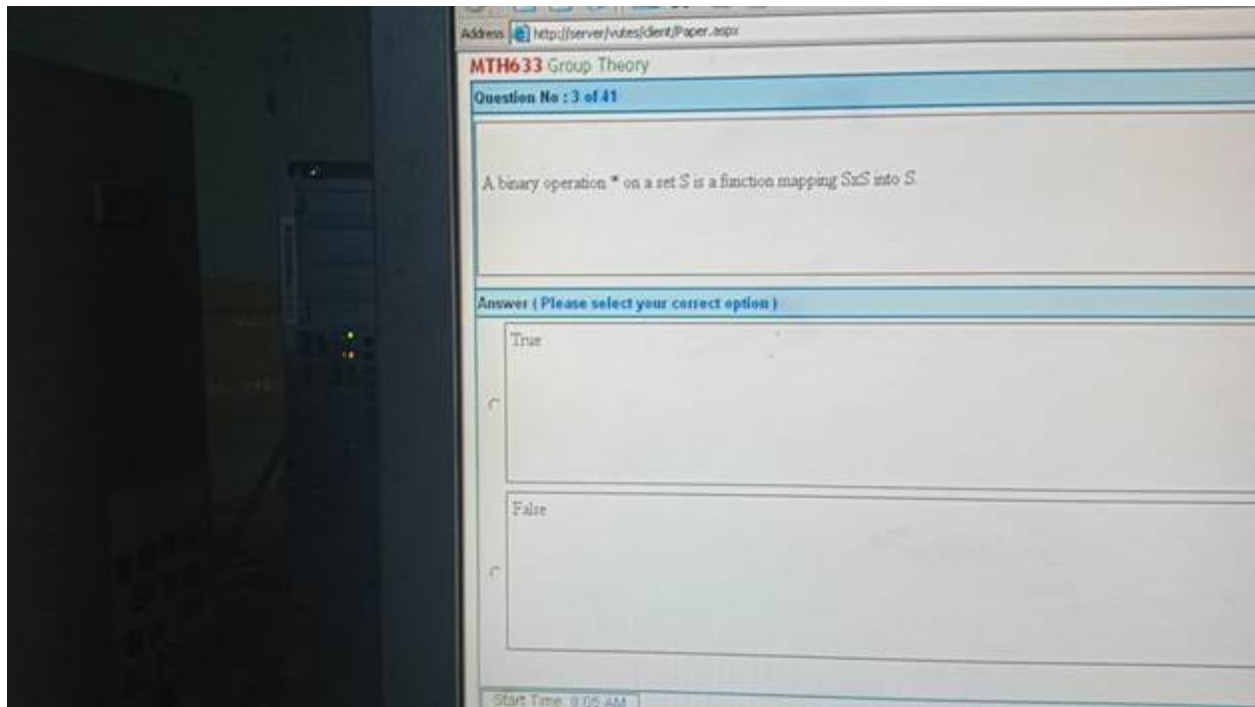 Address http://server/vutes/client/Paper.aspx
MTH633 Group Theory
Question No : 3 of 41
A binary operation * on a set S is a function mapping SxS into S.
Answer ( Please select your correct option )
True
False
Start Time 9:05 AM